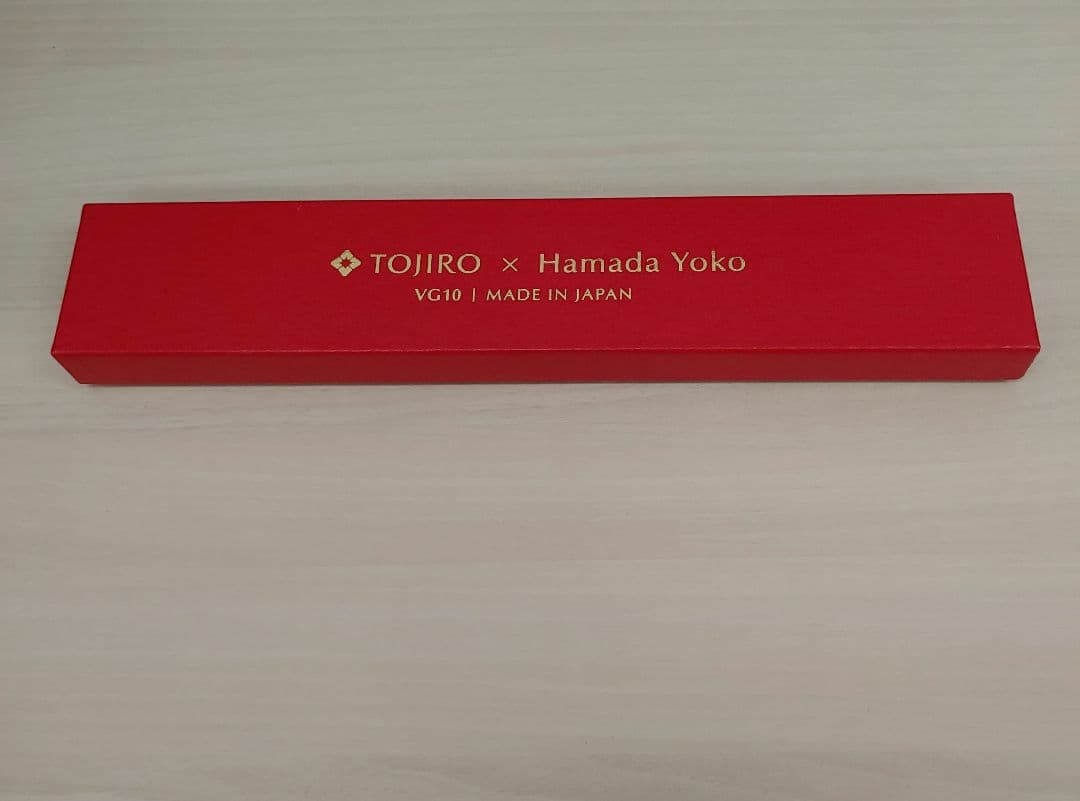 TOJIRO × Hamada Yoko
VG10 | MADE IN JAPAN